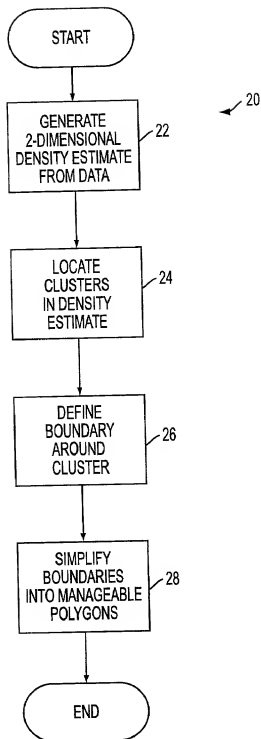 START
20
GENERATE
2-DIMENSIONAL
DENSITY ESTIMATE
FROM DATA
22
LOCATE
CLUSTERS
IN DENSITY
ESTIMATE
24
DEFINE
BOUNDARY
AROUND
CLUSTER
26
SIMPLIFY
BOUNDARIES
INTO MANAGEABLE
POLYGONS
28
END